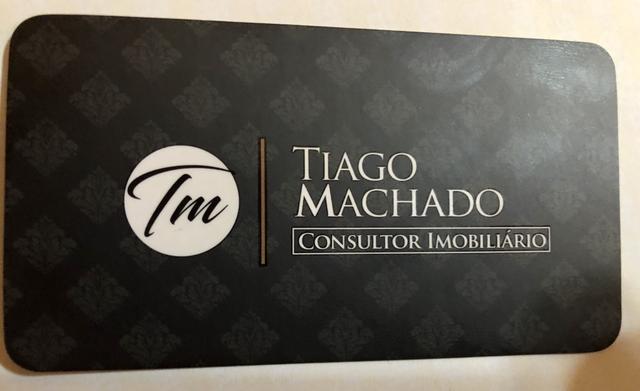 Tm
TIAGO
MACHADO
CONSULTOR IMOBILIÁRIO